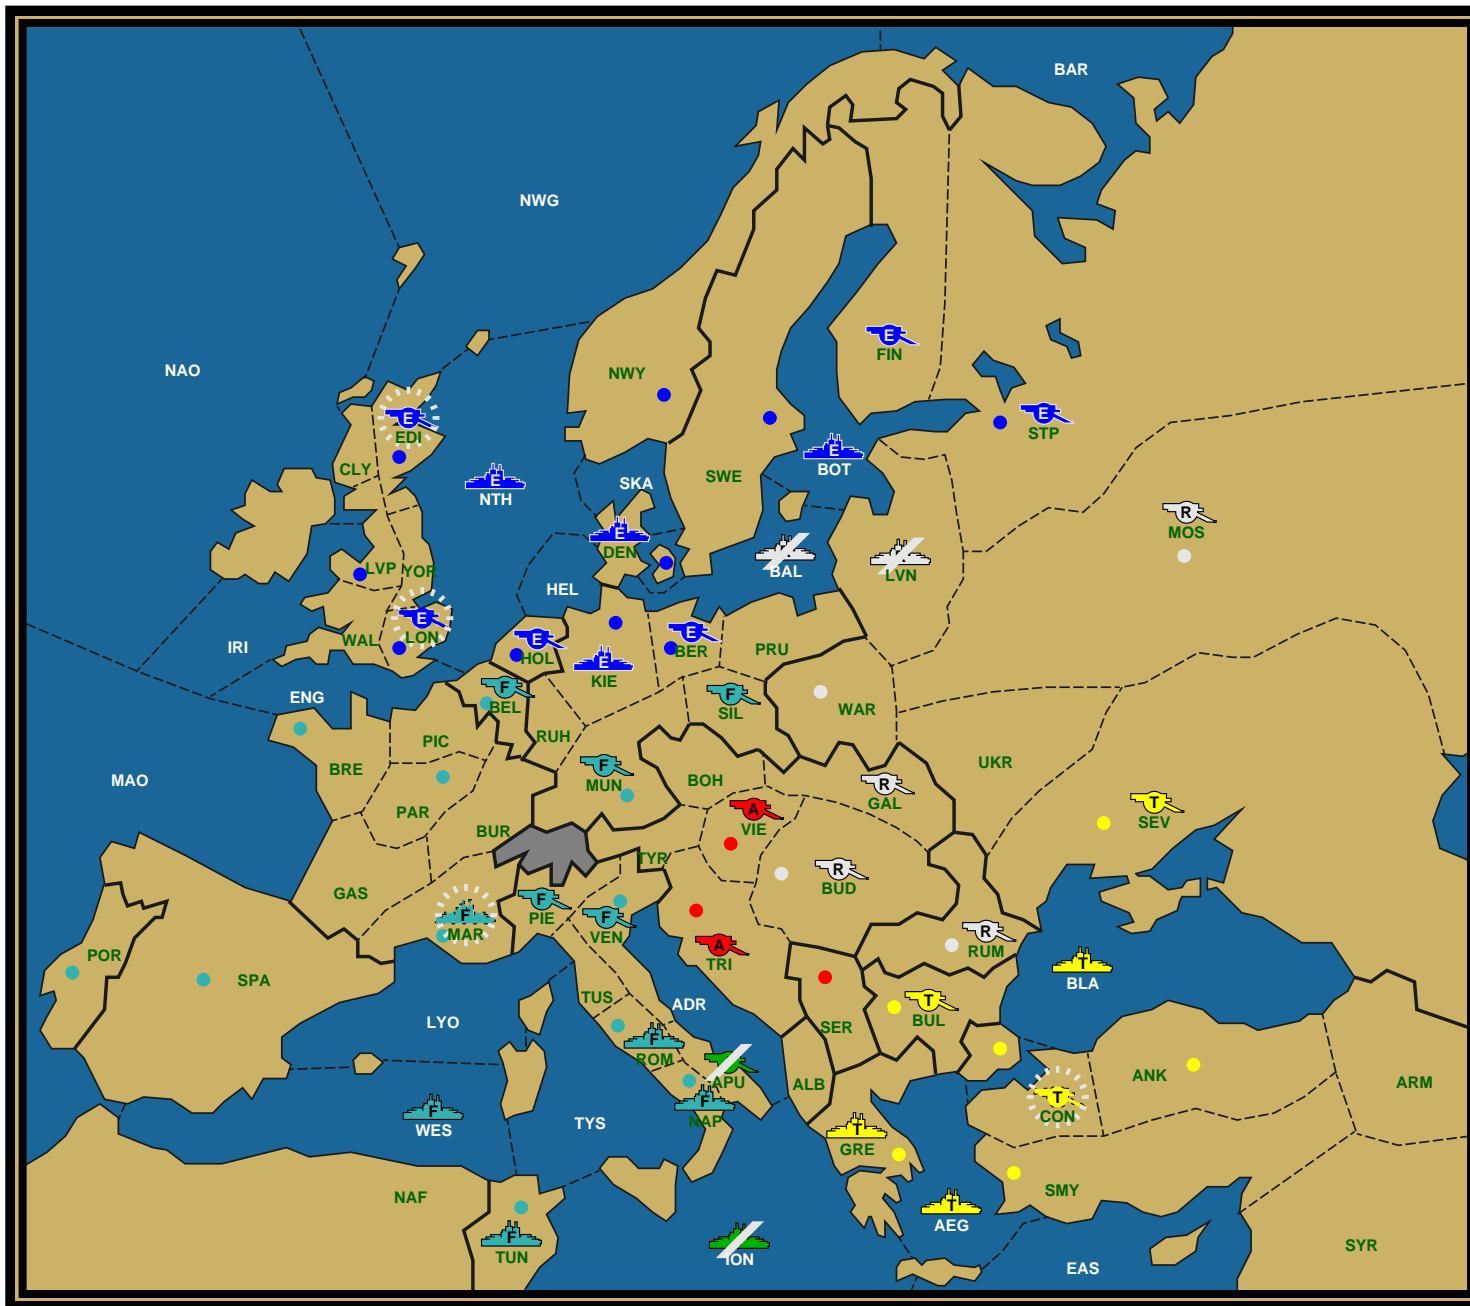 BAR
NWG
NAO
E
FIN
NWY
E
STP
E
EDI
E
BOT
CLY
E
NTH
SKA
SWE
R
MOS
E
DEN
BAL
LVN
LVP
YOR
HEL
E
LON
WAL
IRI
E
HOL
E
BER
PRU
E
KIE
ENG
F
BEL
F
SIL
WAR
RUH
PIC
BRE
UKR
MAO
F
MUN
BOH
R
GAL
PAR
A
VIE
T
SEV
BUR
TYR
R
BUD
GAS
F
MAR
F
PIE
F
VEN
R
RUM
A
TRI
POR
SPA
T
BLA
TUS
ADR
T
BUL
LYO
SER
F
ROM
APU
ALB
ANK
ARM
F
WES
F
NAP
T
CON
TYS
T
GRE
NAF
SMY
T
AEG
F
TUN
ION
SYR
EAS